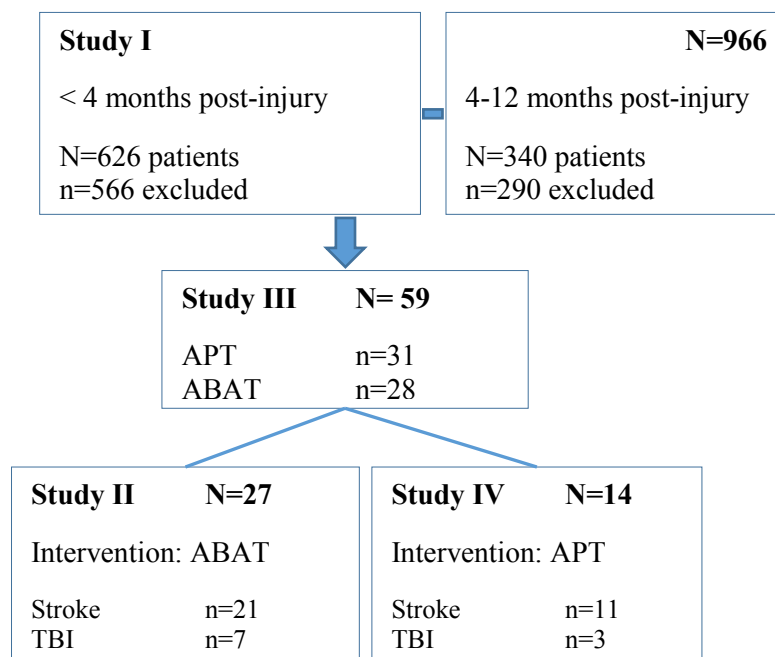 Study I
< 4 months post-injury
N=626 patients
n=566 excluded
N=966
4-12 months post-injury
N=340 patients
n=290 excluded
Study III N= 59
APT n=31
ABAT n=28
Study II N=27
Intervention: ABAT
Stroke n=21
TBI n=7
Study IV N=14
Intervention: APT
Stroke n=11
TBI n=3